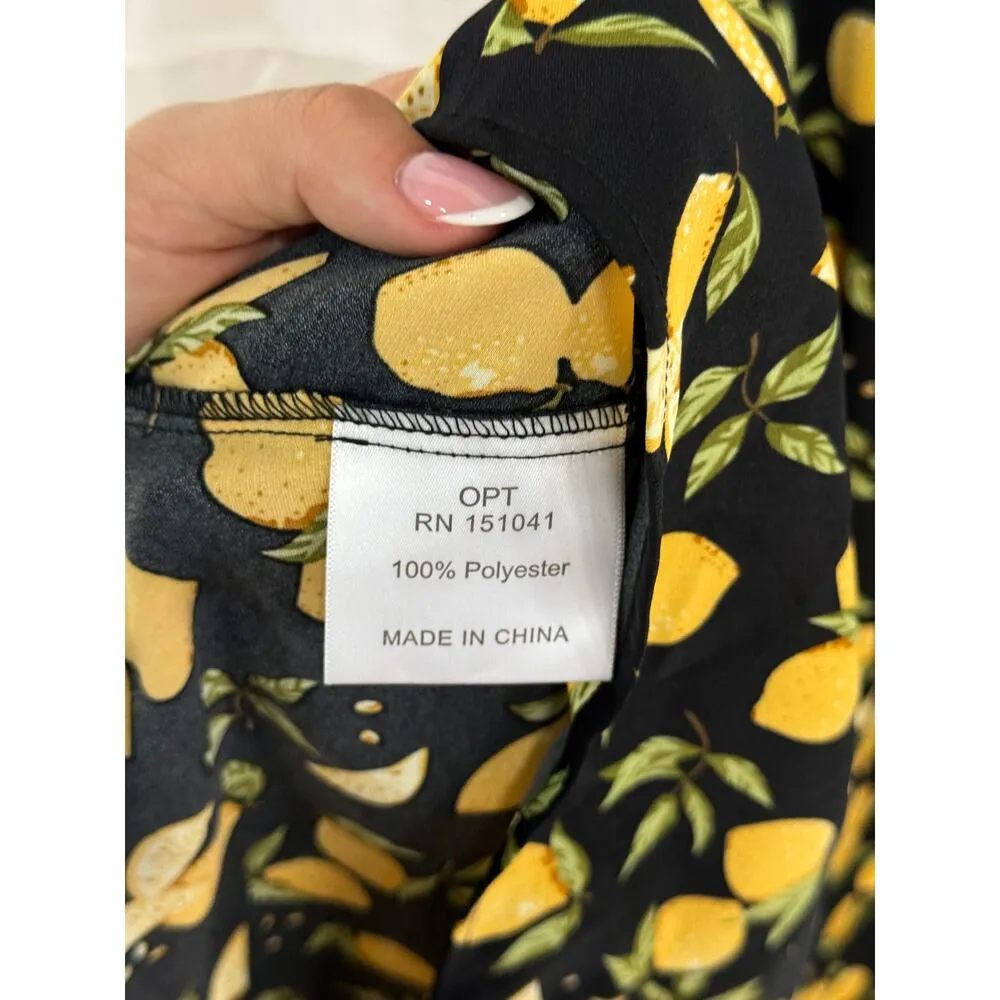 OPT
RN 151041
100% Polyester
MADE IN CHINA